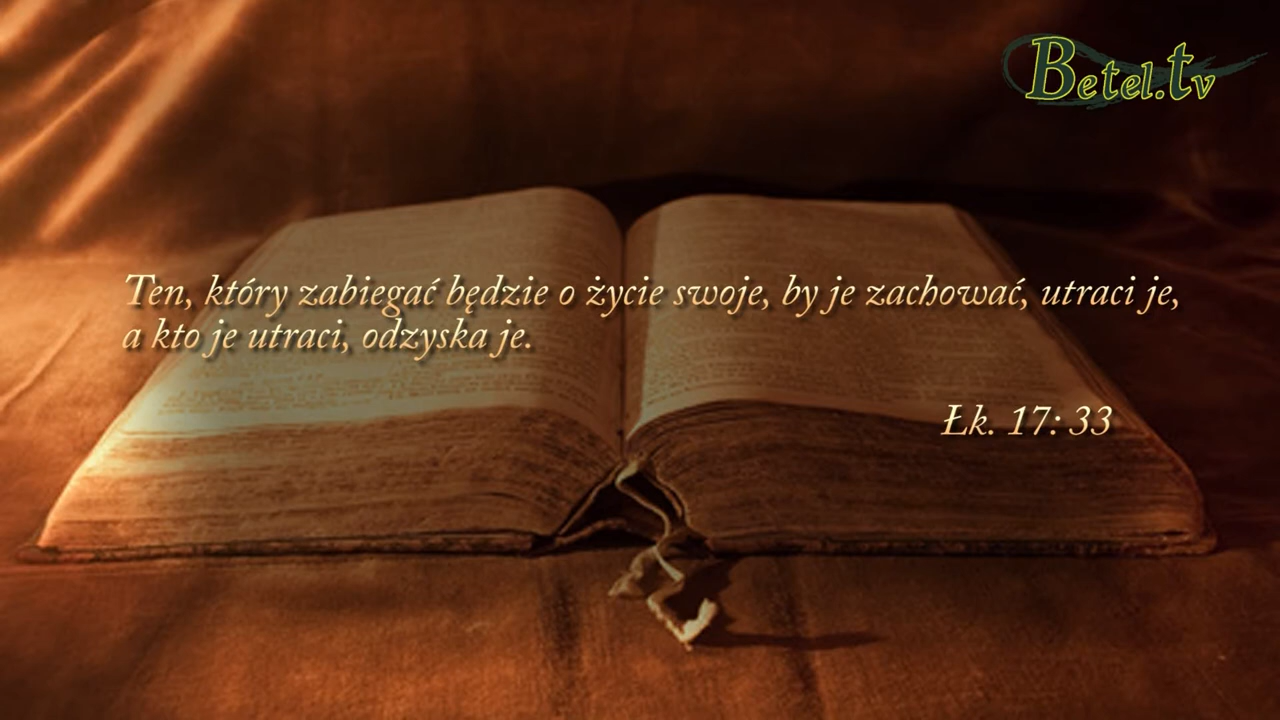 Betel.tv
Ten, który zabiegać będzie o życie swoje, by je zachować, utraci je,
a kto je utraci, odzyska je.
Łk. 17: 33